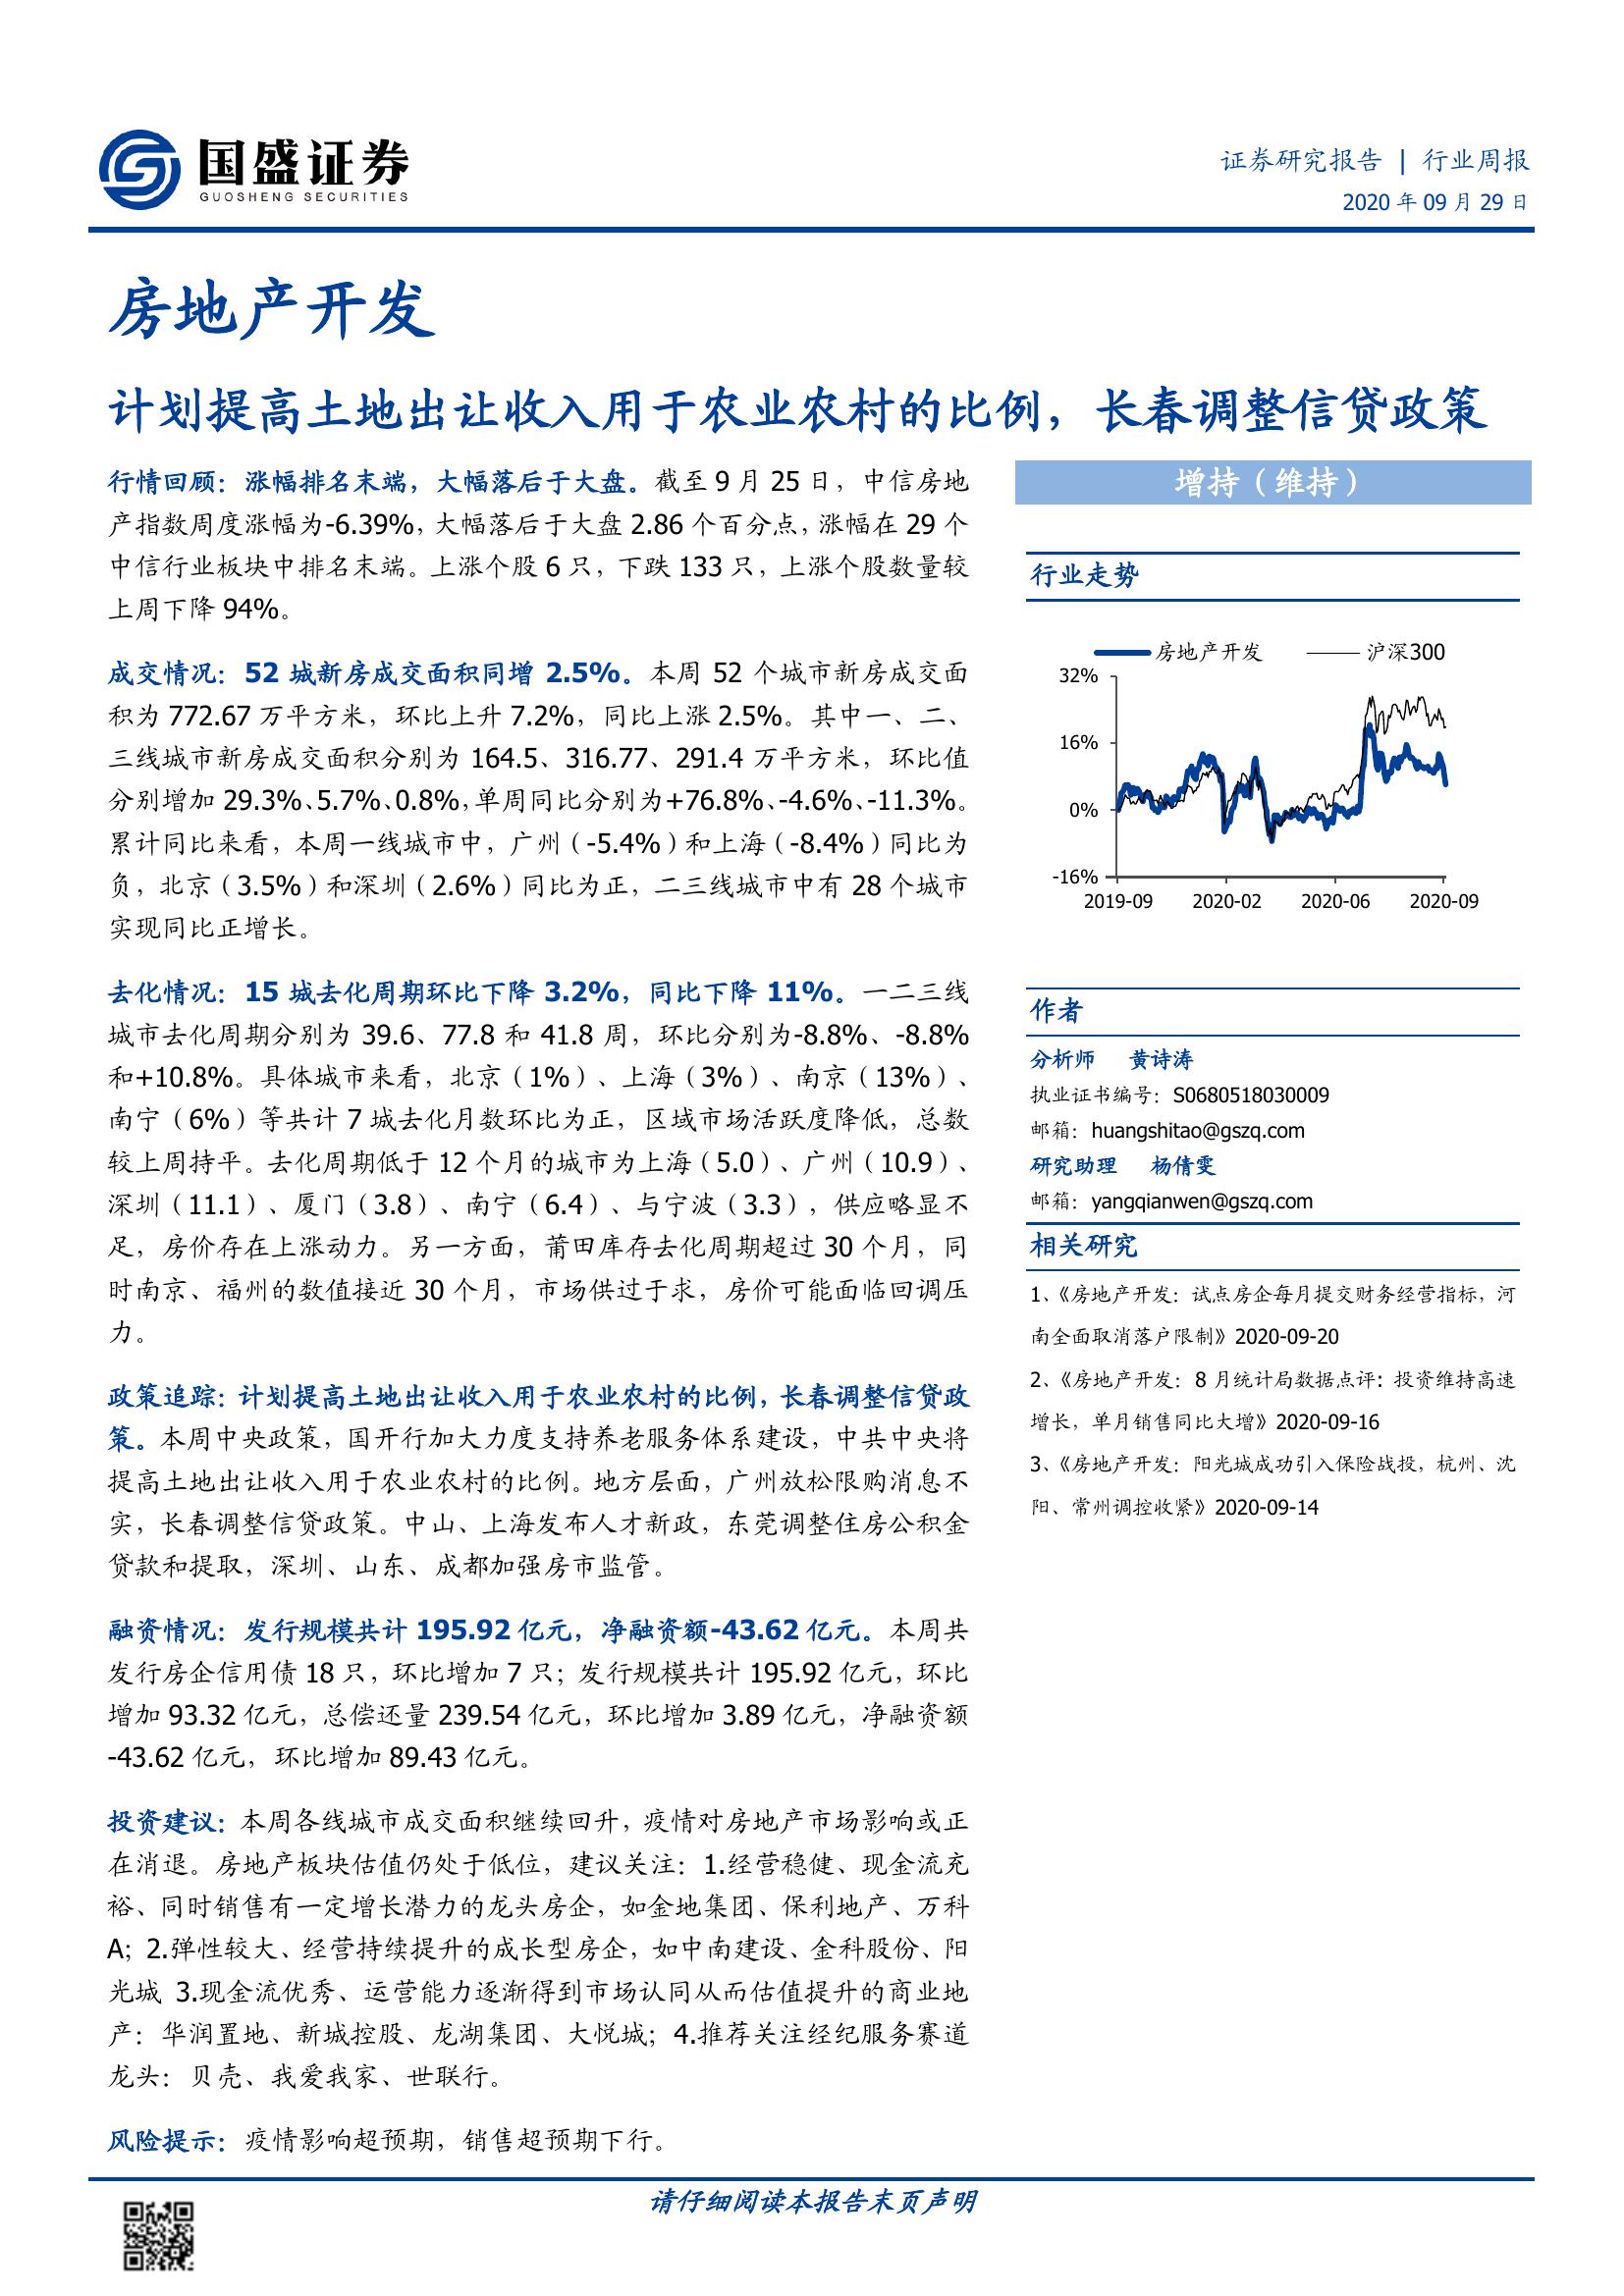 国盛证券
GUOSHENG SECURITIES
证券研究报告 | 行业周报
2020 年 09 月 29 日
房地产开发
计划提高土地出让收入用于农业农村的比例，长春调整信贷政策
行情回顾：涨幅排名末端，大幅落后于大盘。截至 9 月 25 日，中信房地
产指数周度涨幅为-6.39%，大幅落后于大盘 2.86 个百分点，涨幅在 29 个
中信行业板块中排名末端。上涨个股 6 只，下跌 133 只，上涨个股数量较
上周下降 94%。
成交情况：52 城新房成交面积同增 2.5%。本周 52 个城市新房成交面
积为 772.67 万平方米，环比上升 7.2%，同比上涨 2.5%。其中一、二、
三线城市新房成交面积分别为 164.5、316.77、291.4 万平方米，环比值
分别增加 29.3%、5.7%、0.8%，单周同比分别为+76.8%、-4.6%、-11.3%。
累计同比来看，本周一线城市中，广州（-5.4%）和上海（-8.4%）同比为
负，北京（3.5%）和深圳（2.6%）同比为正，二三线城市中有 28 个城市
实现同比正增长。
去化情况：15 城去化周期环比下降 3.2%，同比下降 11%。一二三线
城市去化周期分别为 39.6、77.8 和 41.8 周，环比分别为-8.8%、-8.8%
和+10.8%。具体城市来看，北京（1%）、上海（3%）、南京（13%）、
南宁（6%）等共计 7 城去化月数环比为正，区域市场活跃度降低，总数
较上周持平。去化周期低于 12 个月的城市为上海（5.0）、广州（10.9）、
深圳（11.1）、厦门（3.8）、南宁（6.4）、与宁波（3.3），供应略显不
足，房价存在上涨动力。另一方面，莆田库存去化周期超过 30 个月，同
时南京、福州的数值接近 30 个月，市场供过于求，房价可能面临回调压
力。
政策追踪：计划提高土地出让收入用于农业农村的比例，长春调整信贷政
策。本周中央政策，国开行加大力度支持养老服务体系建设，中共中央将
提高土地出让收入用于农业农村的比例。地方层面，广州放松限购消息不
实，长春调整信贷政策。中山、上海发布人才新政，东莞调整住房公积金
贷款和提取，深圳、山东、成都加强房市监管。
融资情况：发行规模共计 195.92 亿元，净融资额-43.62 亿元。本周共
发行房企信用债 18 只，环比增加 7 只；发行规模共计 195.92 亿元，环比
增加 93.32 亿元，总偿还量 239.54 亿元，环比增加 3.89 亿元，净融资额
-43.62 亿元，环比增加 89.43 亿元。
投资建议：本周各线城市成交面积继续回升，疫情对房地产市场影响或正
在消退。房地产板块估值仍处于低位，建议关注：1.经营稳健、现金流充
裕、同时销售有一定增长潜力的龙头房企，如金地集团、保利地产、万科
A；2.弹性较大、经营持续提升的成长型房企，如中南建设、金科股份、阳
光城 3.现金流优秀、运营能力逐渐得到市场认同从而估值提升的商业地
产：华润置地、新城控股、龙湖集团、大悦城；4.推荐关注经纪服务赛道
龙头：贝壳、我爱我家、世联行。
风险提示：疫情影响超预期，销售超预期下行。
增持（维持）
行业走势
房地产开发 沪深300
32%
16%
0%
-16%
2019-09 2020-02 2020-06 2020-09
作者
分析师 黄诗涛
执业证书编号：S0680518030009
邮箱：huangshitao@gszq.com
研究助理 杨倩雯
邮箱：yangqianwen@gszq.com
相关研究
1、《房地产开发：试点房企每月提交财务经营指标，河
南全面取消落户限制》2020-09-20
2、《房地产开发：8 月统计局数据点评：投资维持高速
增长，单月销售同比大增》2020-09-16
3、《房地产开发：阳光城成功引入保险战投，杭州、沈
阳、常州调控收紧》2020-09-14
请仔细阅读本报告末页声明